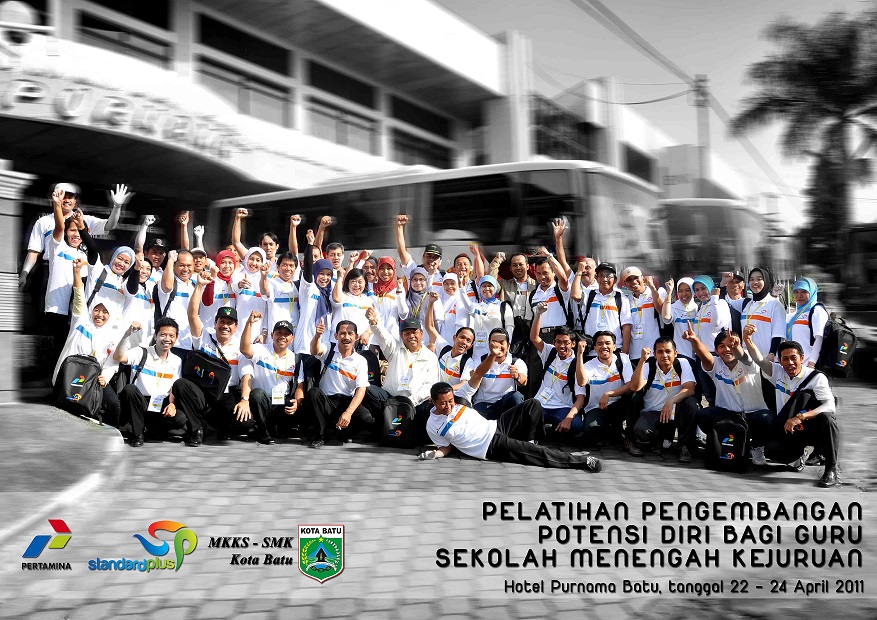 PERTAMINA
standardplus
MKKS - SMK
Kota Batu
KOTA BATU
PELATIHAN PENGEMBANGAN
POTENSI DIRI BAGI GURU
SEKOLAH MENENGAH KEJURUAN
Hotel Purnama Batu, tanggal 22 - 24 April 2011